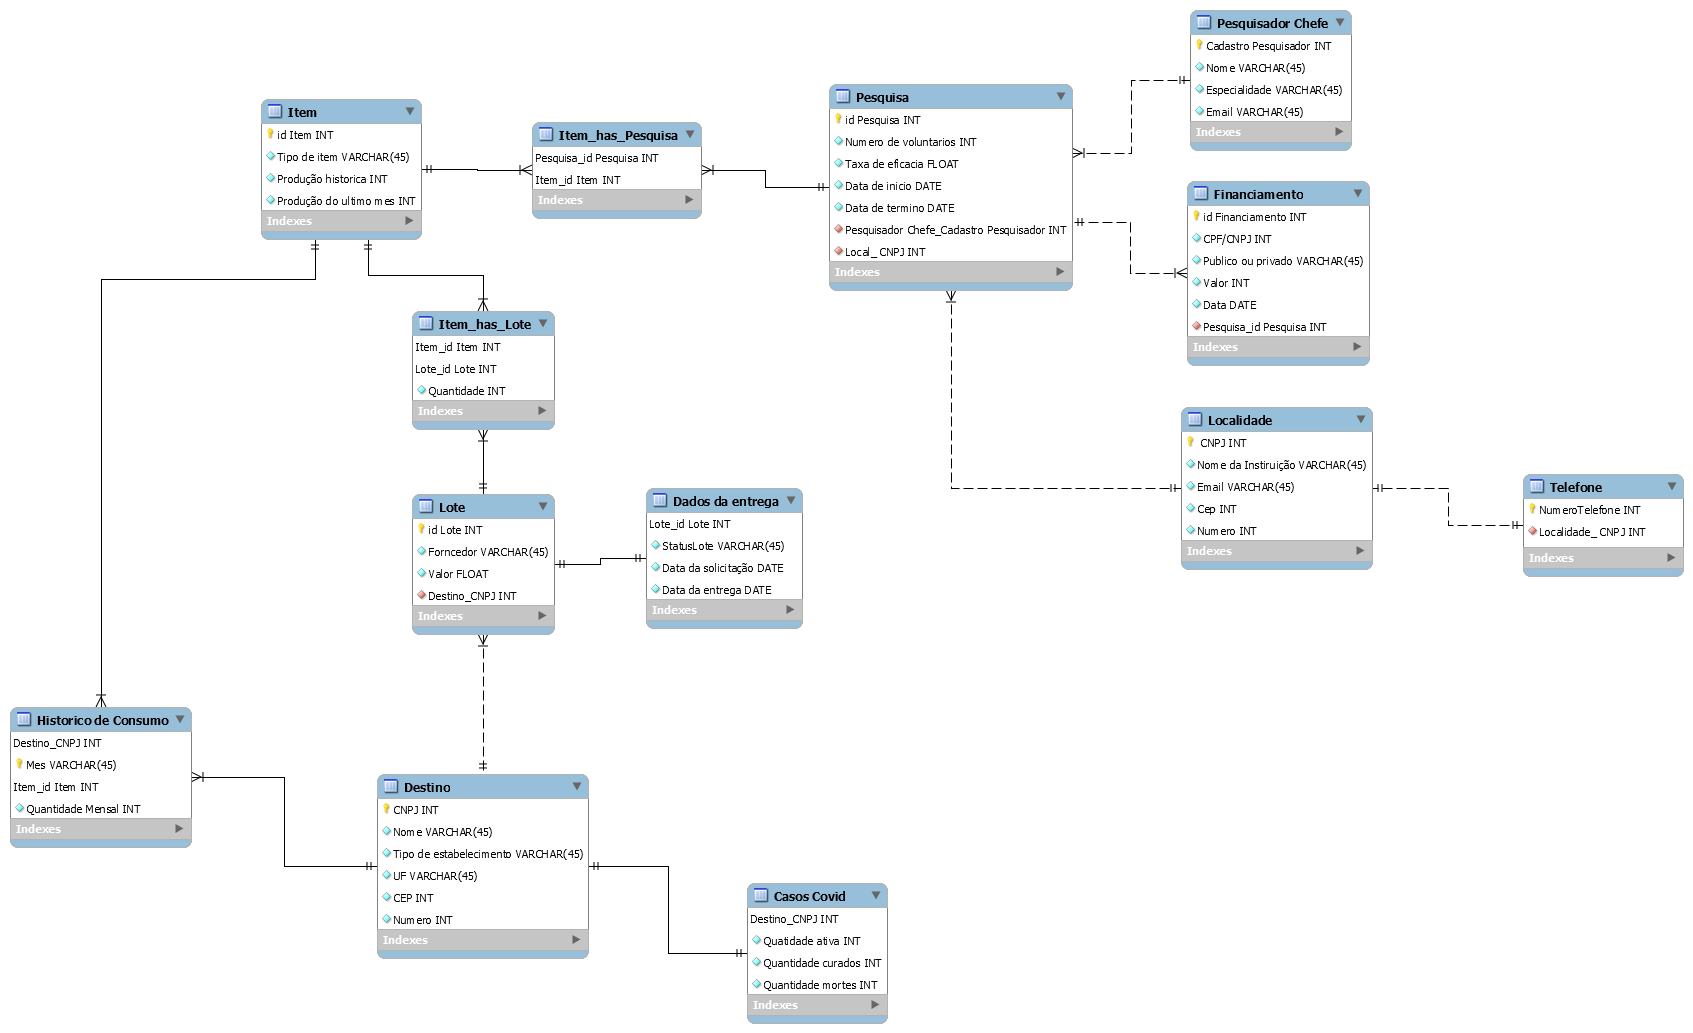 Pesquisador Chefe
Cadastro Pesquisador INT
Nome VARCHAR(45)
Especialidade VARCHAR(45)
Email VARCHAR(45)
Indexes
Pesquisa
id Pesquisa INT
Numero de voluntarios INT
Taxa de eficacia FLOAT
Data de inicio DATE
Data de termino DATE
Pesquisador Chefe_Cadastro Pesquisador INT
Local_ CNPJ INT
Indexes
Item
id Item INT
Tipo de item VARCHAR(45)
Produção historica INT
Produção do ultimo mes INT
Indexes
Item_has_Pesquisa
Pesquisa_id Pesquisa INT
Item_id Item INT
Indexes
Financiamento
id Financiamento INT
CPF/CNPJ INT
Publico ou privado VARCHAR(45)
Valor INT
Data DATE
Pesquisa_id Pesquisa INT
Indexes
Item_has_Lote
Item_id Item INT
Lote_id Lote INT
Quantidade INT
Indexes
Localidade
CNPJ INT
Nome da Instiruição VARCHAR(45)
Email VARCHAR(45)
Cep INT
Numero INT
Indexes
Telefone
NumeroTelefone INT
Localidade_ CNPJ INT
Indexes
Lote
id Lote INT
Forncedor VARCHAR(45)
Valor FLOAT
Destino_CNPJ INT
Indexes
Dados da entrega
Lote_id Lote INT
StatusLote VARCHAR(45)
Data da solicitação DATE
Data da entrega DATE
Indexes
Historico de Consumo
Destino_CNPJ INT
Mes VARCHAR(45)
Item_id Item INT
Quantidade Mensal INT
Indexes
Destino
CNPJ INT
Nome VARCHAR(45)
Tipo de estabelecimento VARCHAR(45)
UF VARCHAR(45)
CEP INT
Numero INT
Indexes
Casos Covid
Destino_CNPJ INT
Quatidade ativa INT
Quantidade curados INT
Quantidade mortes INT
Indexes